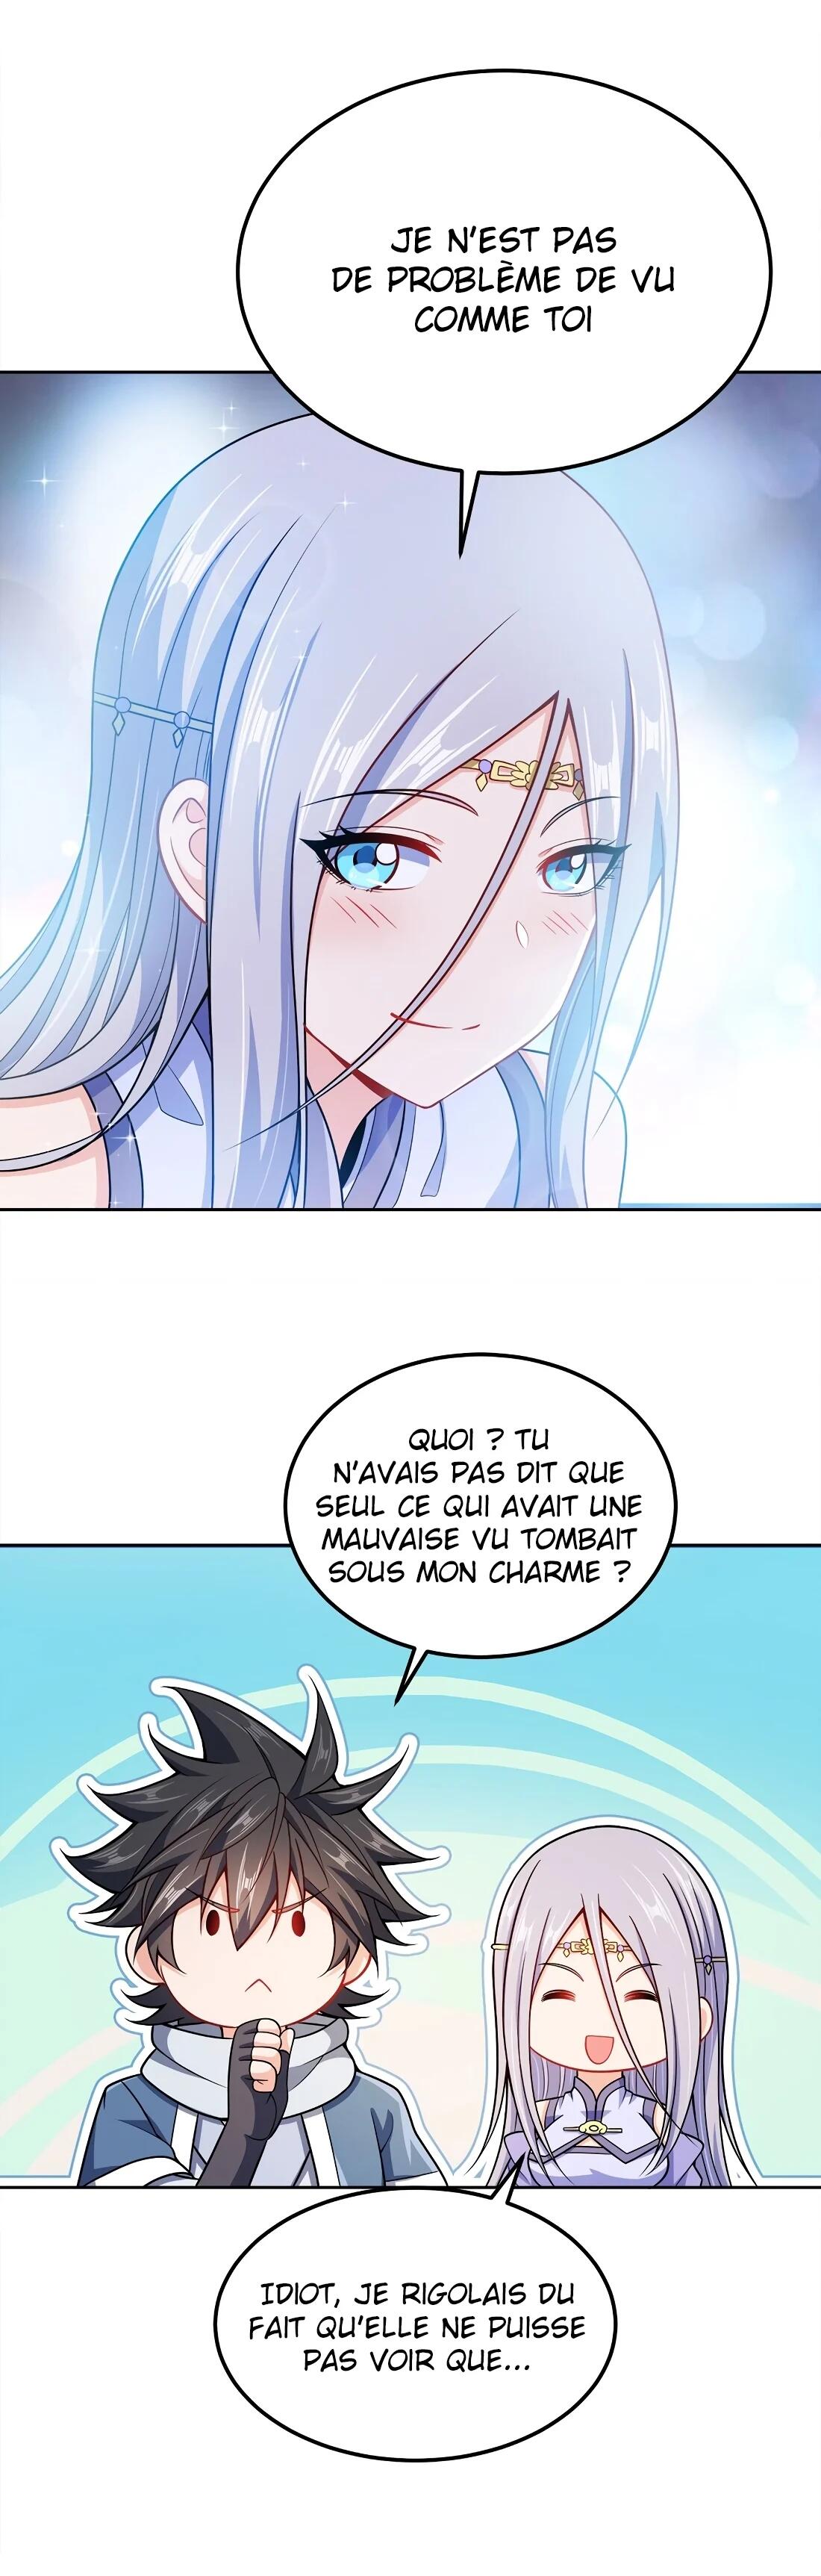 JE N'EST PAS
DE PROBLÈME DE VU
COMME TOI
QUOI ? TU
N'AVAIS PAS DIT QUE
SEUL CE QUI AVAIT UNE
MAUVAISE VU TOMBAIT
SOUS MON CHARME ?
IDIOT, JE RIGOLAIS DU
FAIT QU'ELLE NE PUISSE
PAS VOIR QUE...